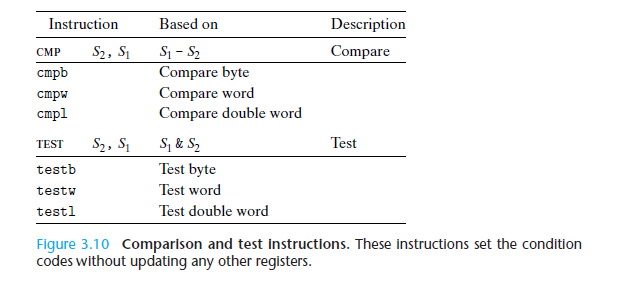 Instruction Based on Description
CMP S₂, S₁ S₁ – S₂ Compare
cmpb Compare byte
cmpw Compare word
cmpl Compare double word
TEST S₂, S₁ S₁ & S₂ Test
testb Test byte
testw Test word
testl Test double word
Figure 3.10 Comparison and test instructions. These instructions set the condition
codes without updating any other registers.